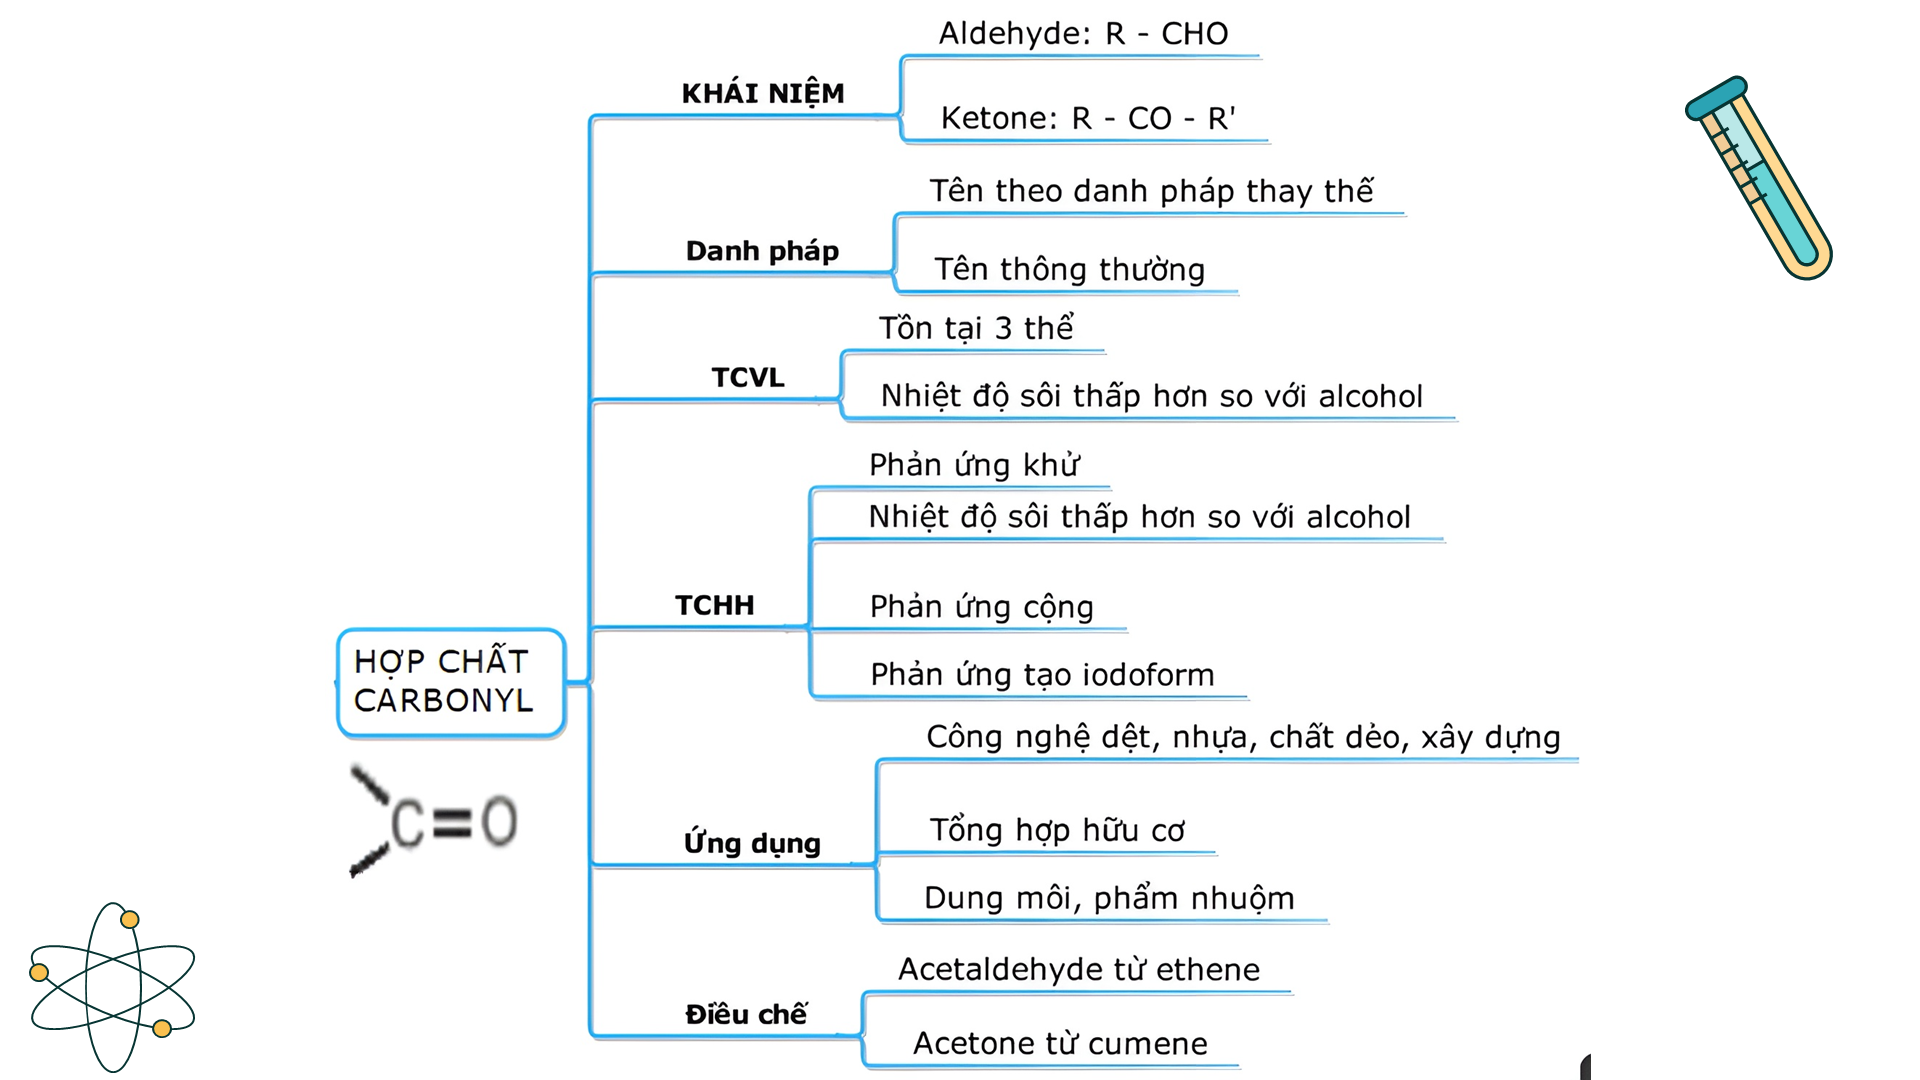 KHÁI NIỆM
Aldehyde: R - CHO
Ketone: R - CO - R'
Danh pháp
Tên theo danh pháp thay thế
Tên thông thường
TCVL
Tồn tại 3 thể
Nhiệt độ sôi thấp hơn so với alcohol
TCHH
Phản ứng khử
Nhiệt độ sôi thấp hơn so với alcohol
Phản ứng cộng
Phản ứng tạo iodoform
HỢP CHẤT
CARBONYL
C=O
Ứng dụng
Công nghệ dệt, nhựa, chất dẻo, xây dựng
Tổng hợp hữu cơ
Dung môi, phẩm nhuộm
Điều chế
Acetaldehyde từ ethene
Acetone từ cumene